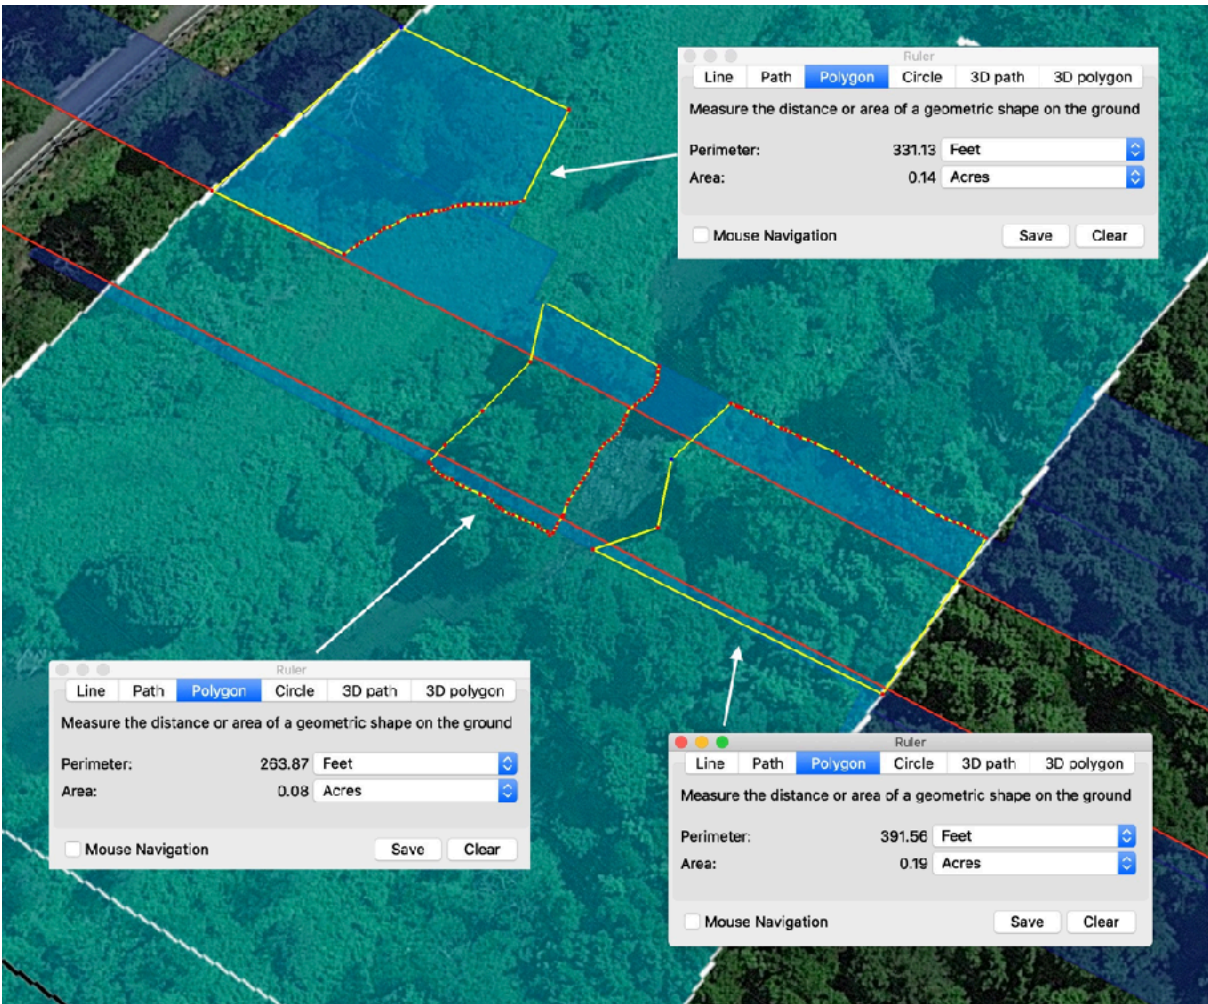 Ruler
Line Path Polygon Circle 3D path 3D polygon
Measure the distance or area of a geometric shape on the ground
Perimeter: 331.13 Feet
Area: 0.14 Acres
Mouse Navigation Save Clear
Ruler
Line Path Polygon Circle 3D path 3D polygon
Measure the distance or area of a geometric shape on the ground
Perimeter: 263.87 Feet
Area: 0.08 Acres
Mouse Navigation Save Clear
Ruler
Line Path Polygon Circle 3D path 3D polygon
Measure the distance or area of a geometric shape on the ground
Perimeter: 391.56 Feet
Area: 0.19 Acres
Mouse Navigation Save Clear